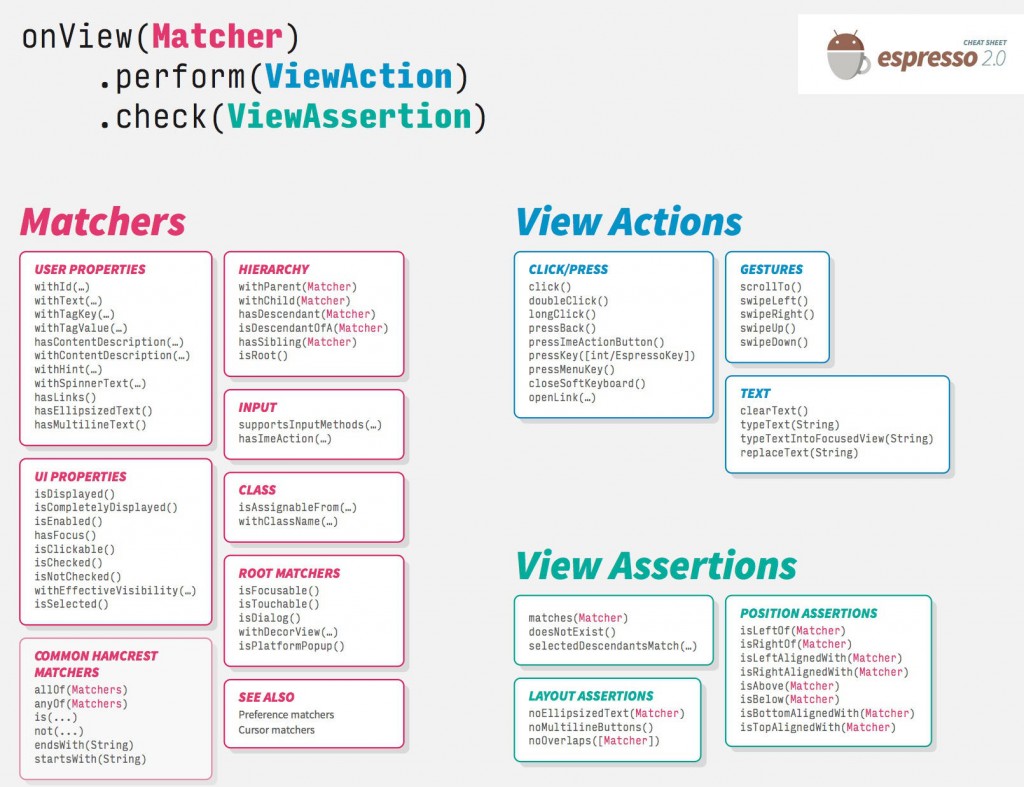 onView(Matcher)
.perform(ViewAction)
.check(ViewAssertion)
CHEAT SHEET
espresso 2.0
Matchers
USER PROPERTIES
withId(…)
withText(…)
withTagKey(…)
withTagValue(…)
hasContentDescription(…)
withContentDescription(…)
withHint(…)
withSpinnerText(…)
hasLinks()
hasEllipsizedText()
hasMultilineText()
UI PROPERTIES
isDisplayed()
isCompletelyDisplayed()
isEnabled()
hasFocus()
isClickable()
isChecked()
isNotChecked()
withEffectiveVisibility(…)
isSelected()
COMMON HAMCREST
MATCHERS
allOf(Matchers)
anyOf(Matchers)
is(...)
not(...)
endsWith(String)
startsWith(String)
HIERARCHY
withParent(Matcher)
withChild(Matcher)
hasDescendant(Matcher)
isDescendantOfA(Matcher)
hasSibling(Matcher)
isRoot()
INPUT
supportsInputMethods(…)
hasImeAction(…)
CLASS
isAssignableFrom(…)
withClassName(…)
ROOT MATCHERS
isFocusable()
isTouchable()
isDialog()
withDecorView(…)
isPlatformPopup()
SEE ALSO
Preference matchers
Cursor matchers
View Actions
CLICK/PRESS
click()
doubleClick()
longClick()
pressBack()
pressImeActionButton()
pressKey([int/EspressoKey])
pressMenuKey()
closeSoftKeyboard()
openLink(…)
GESTURES
scrollTo()
swipeLeft()
swipeRight()
swipeUp()
swipeDown()
TEXT
clearText()
typeText(String)
typeTextIntoFocusedView(String)
replaceText(String)
View Assertions
matches(Matcher)
doesNotExist()
selectedDescendantsMatch(…)
LAYOUT ASSERTIONS
noEllipsizedText(Matcher)
noMultilineButtons()
noOverlaps([Matcher])
POSITION ASSERTIONS
isLeftOf(Matcher)
isRightOf(Matcher)
isLeftAlignedWith(Matcher)
isRightAlignedWith(Matcher)
isAbove(Matcher)
isBelow(Matcher)
isBottomAlignedWith(Matcher)
isTopAlignedWith(Matcher)